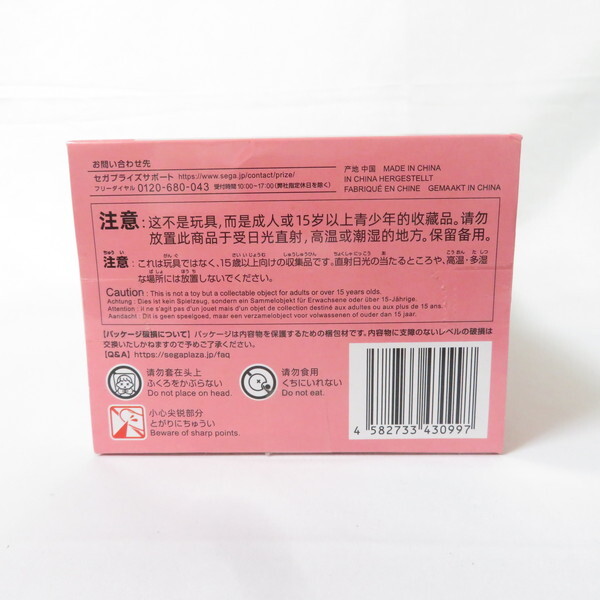 お問い合わせ先
セガプライズサポート https://www.sega.jp/contact/prize/
フリーダイヤル 0120-680-043 受付時間 10:00~17:00(弊社指定休日を除く)
产地 中国 MADE IN CHINA
IN CHINA HERGESTELLT
FABRIQUÉ EN CHINE GEMAAKT IN CHINA
注意:这不是玩具,而是成人或15岁以上青少年的收藏品。请勿
放置此商品于受日光直射,高温或潮湿的地方。保留备用。
注意:これは玩具ではなく、15歳以上向けの収集品です。直射日光の当たるところや、高温・多湿
な場所には放置しないでください。
Caution : This is not a toy but a collectable object for adults or over 15 years olds.
Achtung : Dies ist kein Spielzeug, sondern ein Sammelobjekt für Erwachsene oder über 15-Jährige.
Attention : il ne s'agit pas d'un jouet mais d'un objet de collection destiné aux adultes ou aux plus de 15 ans.
Aandacht : Dit is geen speelgoed, maar een verzamelobject voor volwassenen of ouder dan 15 jaar.
【パッケージ破損について】パッケージは内容物を保護するための梱包材です。内容物に支障のないレベルの破損は
交換いたしかねますので予めご了承ください。
【Q&A】https://segaplaza.jp/faq
请勿套在头上
ふくろをかぶらない
Do not place on head.
请勿食用
くちにいれない
Do not eat.
小心尖锐部分
とがりにちゅうい
Beware of sharp points.
4 582733 430997